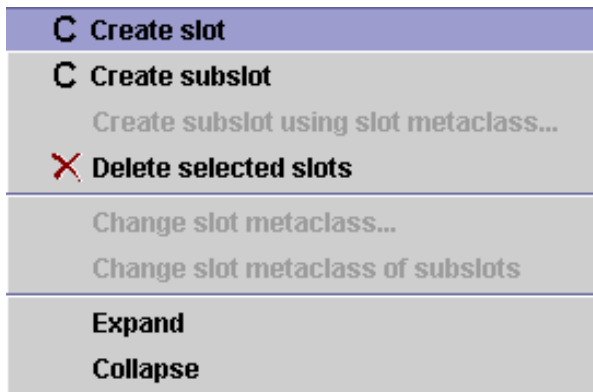 C Create slot
C Create subslot
Create subslot using slot metaclass...
Delete selected slots
Change slot metaclass...
Change slot metaclass of subslots
Expand
Collapse